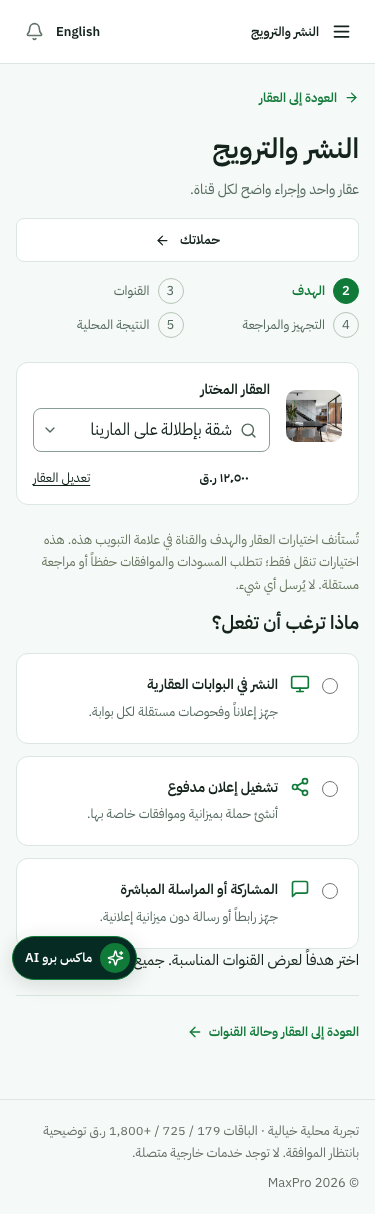 النشر والترويج
English
العودة إلى العقار
النشر والترويج
عقار واحد وإجراء واضح لكل قناة.
حملاتك
2 الهدف
3 القنوات
4 التجهيز والمراجعة
5 النتيجة المحلية
العقار المختار
شقة بإطلالة على المارينا
١٢,٥٠٠ ر.ق
تعديل العقار
تُستأنف اختيارات العقار والهدف والقناة في علامة التبويب هذه. هذه
اختيارات تنقل فقط؛ تتطلب المسودات والموافقات حفظاً أو مراجعة
مستقلة. لا يُرسل أي شيء.
ماذا ترغب أن تفعل؟
النشر في البوابات العقارية
جهّز إعلاناً وفحوصات مستقلة لكل بوابة.
تشغيل إعلان مدفوع
أنشئ حملة بميزانية وموافقات خاصة بها.
المشاركة أو المراسلة المباشرة
جهّز رابطاً أو رسالة دون ميزانية إعلانية.
اختر هدفاً لعرض القنوات المناسبة. جميع
ماكس برو AI
العودة إلى العقار وحالة القنوات
تجربة محلية خيالية · الباقات 179 / 725 / +1,800 ر.ق توضيحية
بانتظار الموافقة. لا توجد خدمات خارجية متصلة.
© 2026 MaxPro